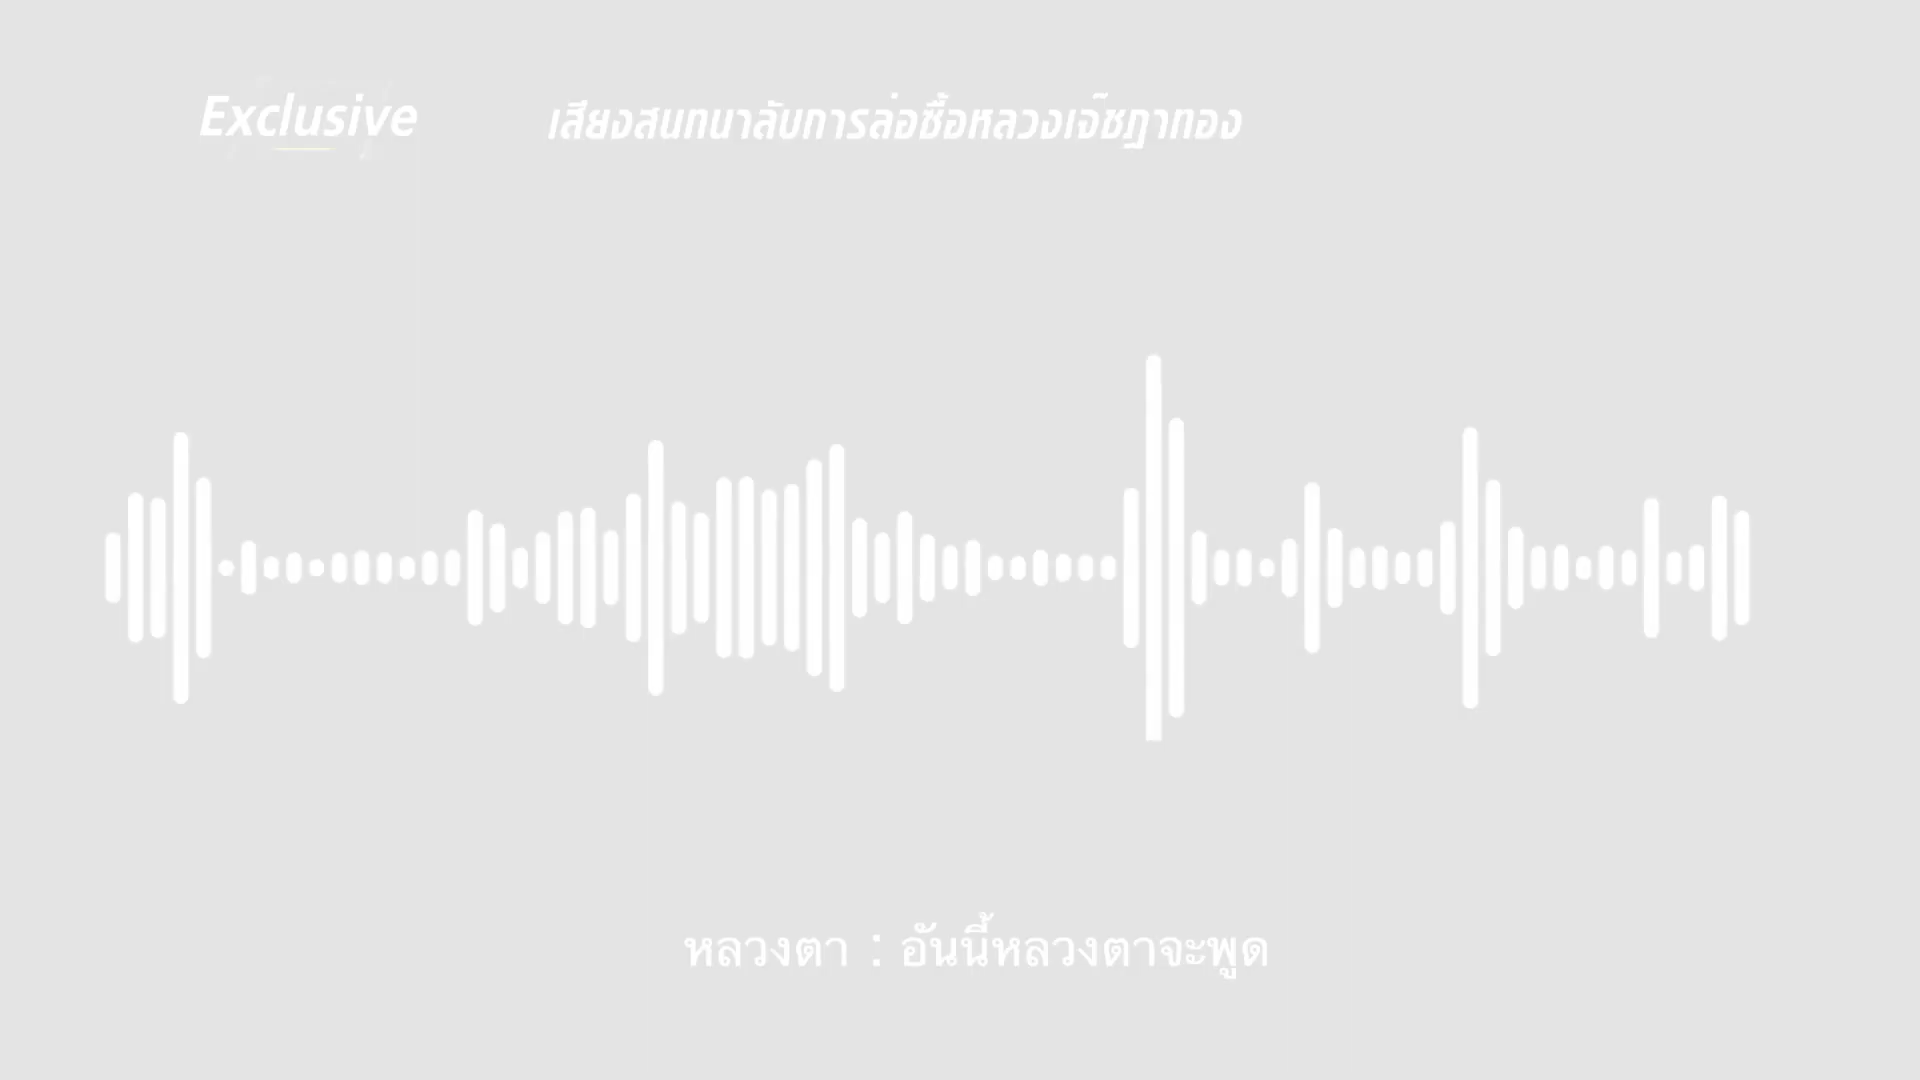 Exclusive
เสียงสนทนาลับการล่อซื้อหลวงเจ๊ชฎาทอง
หลวงตา : อันนี้หลวงตาจะพูด